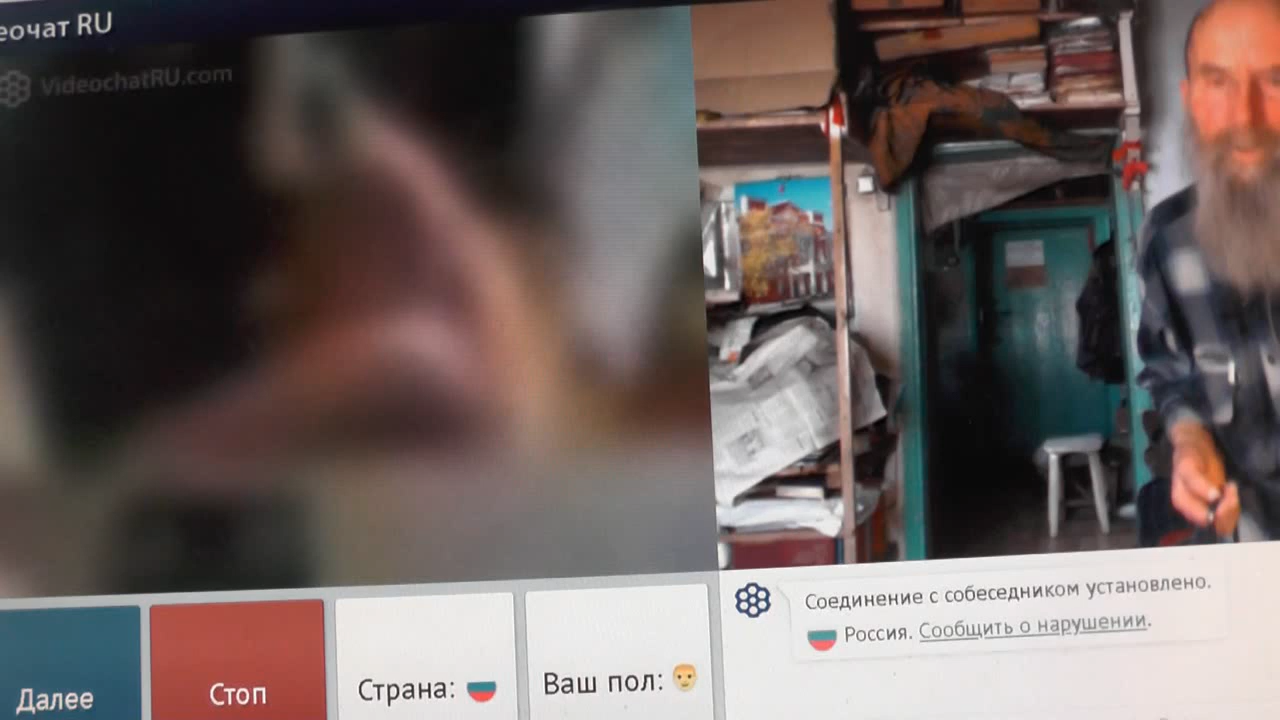 еочат RU
VideochatRU.com
Соединение с собеседником установлено.
Россия. Сообщить о нарушении.
Далее
Стоп
Страна:
Ваш пол: